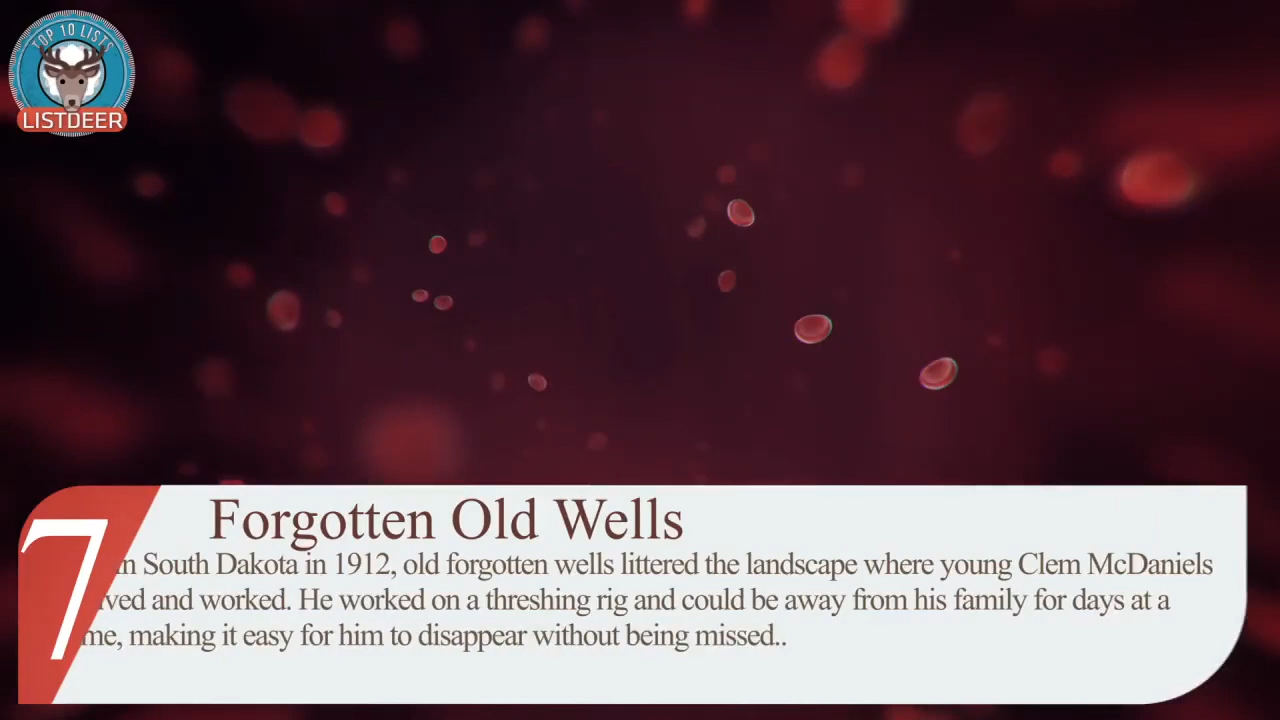 TOP 10 LISTS
LISTDEER
7
Forgotten Old Wells
in South Dakota in 1912, old forgotten wells littered the landscape where young Clem McDaniels
ived and worked. He worked on a threshing rig and could be away from his family for days at a
me, making it easy for him to disappear without being missed..